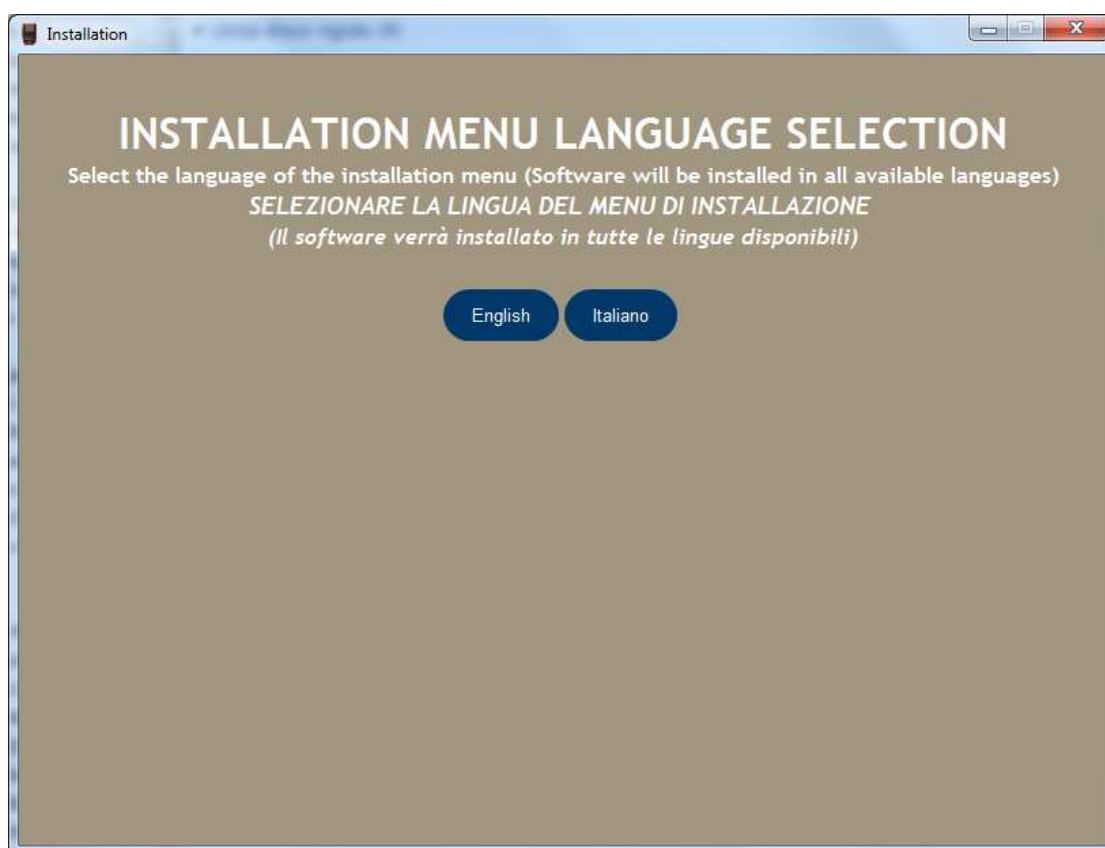 Installation
INSTALLATION MENU LANGUAGE SELECTION
Select the language of the installation menu (Software will be installed in all available languages)
SELEZIONARE LA LINGUA DEL MENU DI INSTALLAZIONE
(Il software verrà installato in tutte le lingue disponibili)
English Italiano